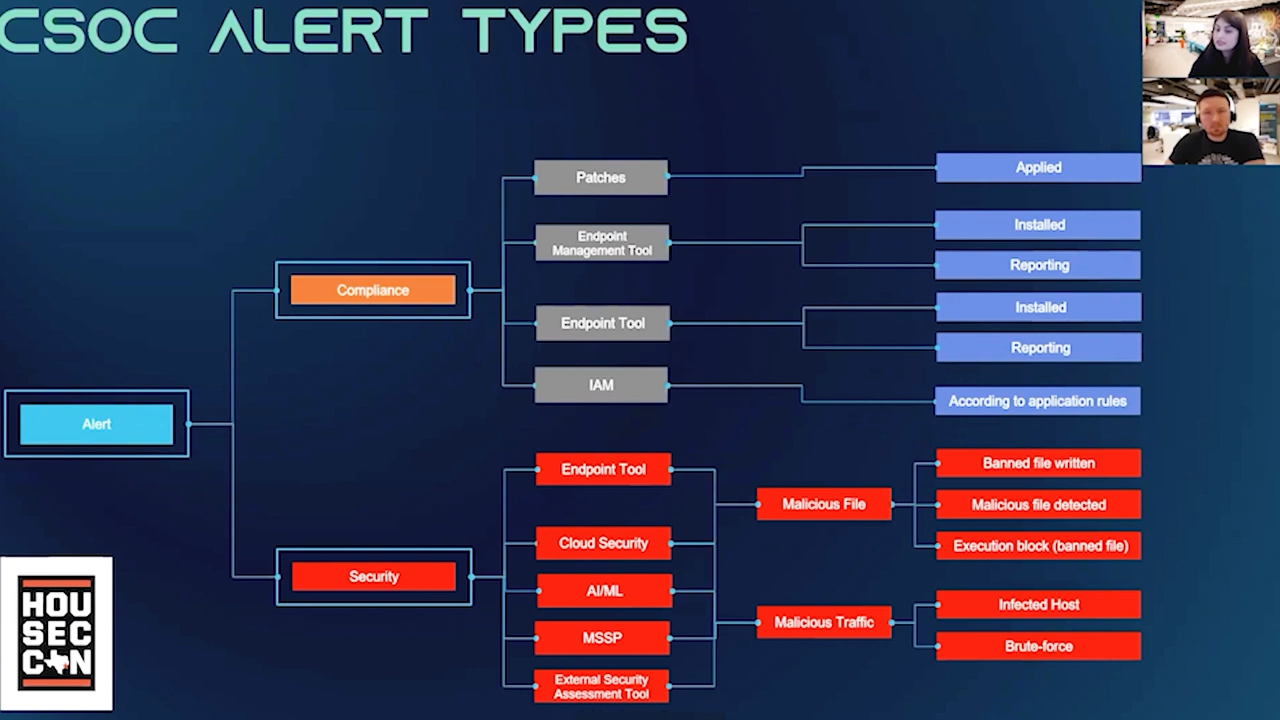 CSOC ALERT TYPES
Patches
Applied
Endpoint
Management Tool
Installed
Reporting
Compliance
Endpoint Tool
Installed
Reporting
IAM
According to application rules
Alert
Security
Endpoint Tool
Cloud Security
AI/ML
MSSP
External Security
Assessment Tool
Malicious File
Banned file written
Malicious file detected
Execution block (banned file)
Malicious Traffic
Infected Host
Brute-force
HOU
SEC
CON